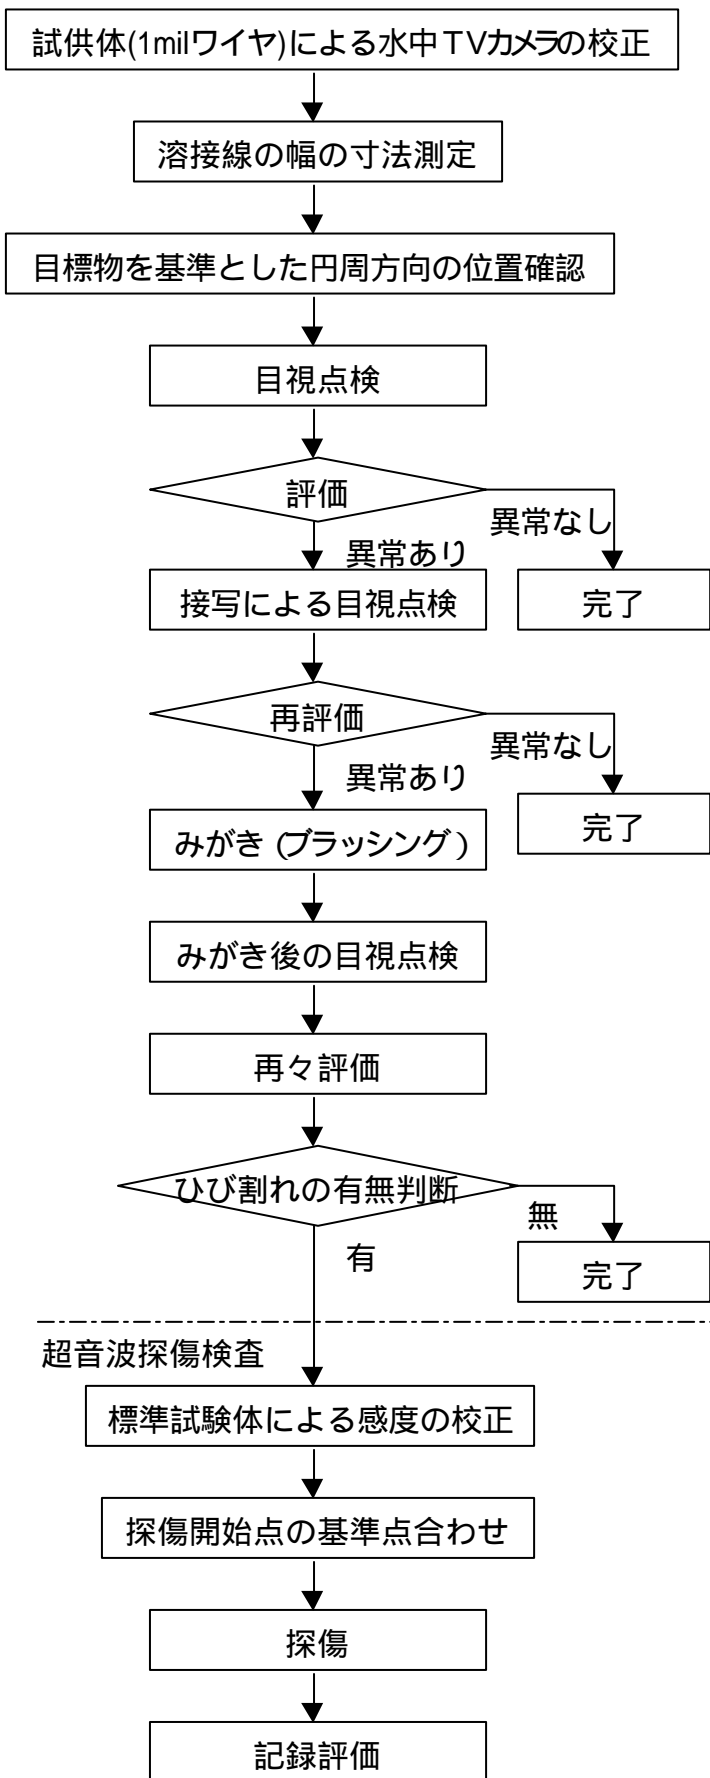 試供体(1milワイヤ)による水中TVカメラの校正
溶接線の幅の寸法測定
目標物を基準とした円周方向の位置確認
目視点検
評価
異常なし
異常あり
接写による目視点検
完了
再評価
異常なし
異常あり
みがき(ブラッシング)
完了
みがき後の目視点検
再々評価
ひび割れの有無判断
無
有
完了
超音波探傷検査
標準試験体による感度の校正
探傷開始点の基準点合わせ
探傷
記録評価